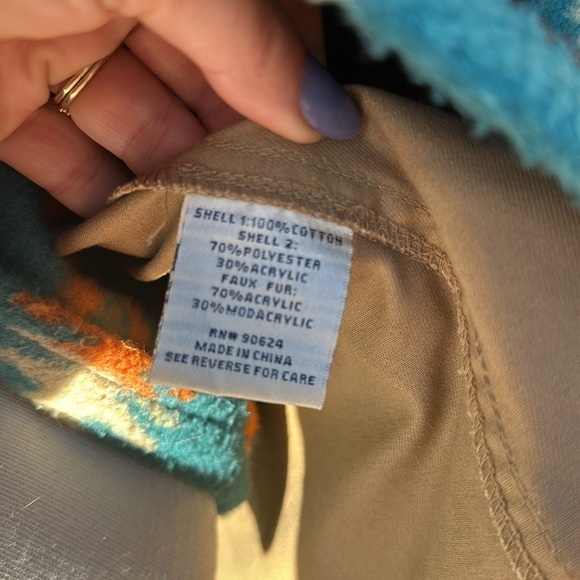 SHELL 1:100%COTTON
SHELL 2:
70%POLYESTER
30%ACRYLIC
FAUX FUR:
70%ACRYLIC
30%MODACRYLIC
RN# 90624
MADE IN CHINA
SEE REVERSE FOR CARE